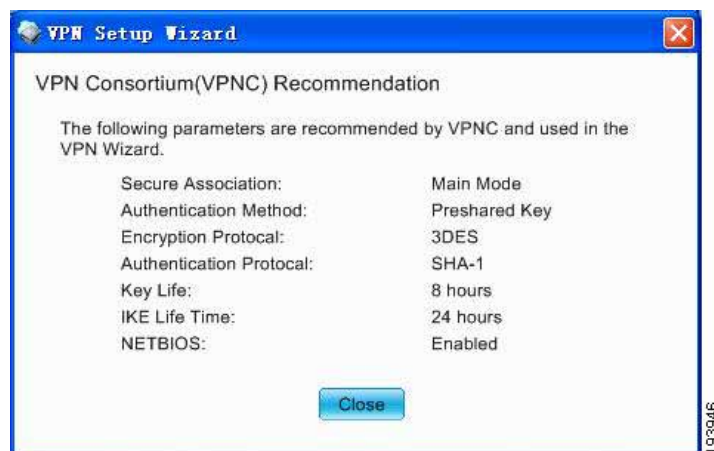 VPN Setup Wizard
VPN Consortium(VPNC) Recommendation
The following parameters are recommended by VPNC and used in the
VPN Wizard.
Secure Association: Main Mode
Authentication Method: Preshared Key
Encryption Protocal: 3DES
Authentication Protocal: SHA-1
Key Life: 8 hours
IKE Life Time: 24 hours
NETBIOS: Enabled
Close
193946